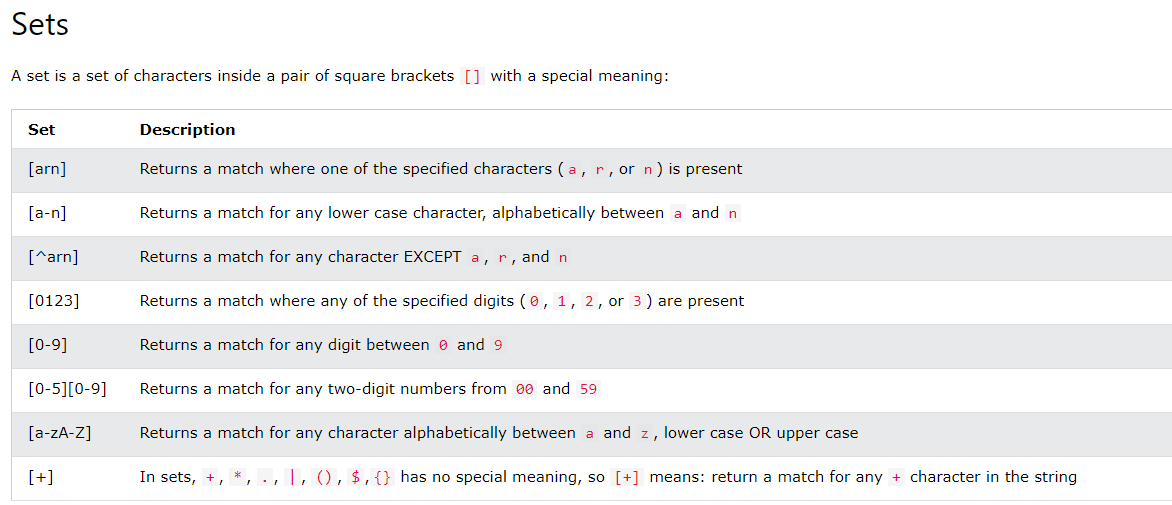 Sets
A set is a set of characters inside a pair of square brackets [] with a special meaning:
Set Description
[arn] Returns a match where one of the specified characters (a, r, or n) is present
[a-n] Returns a match for any lower case character, alphabetically between a and n
[^arn] Returns a match for any character EXCEPT a, r, and n
[0123] Returns a match where any of the specified digits (0, 1, 2, or 3) are present
[0-9] Returns a match for any digit between 0 and 9
[0-5][0-9] Returns a match for any two-digit numbers from 00 and 59
[a-zA-Z] Returns a match for any character alphabetically between a and z, lower case OR upper case
[+] In sets, +, *, ., |, (), $,{} has no special meaning, so [+] means: return a match for any + character in the string